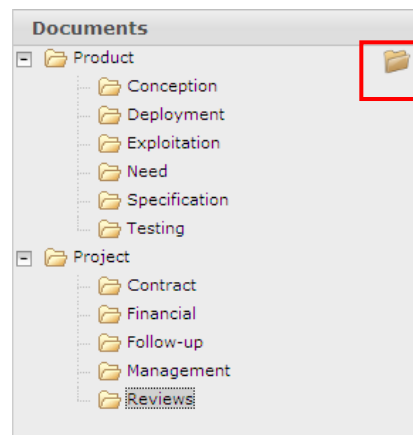 Documents
Product
Conception
Deployment
Exploitation
Need
Specification
Testing
Project
Contract
Financial
Follow-up
Management
Reviews